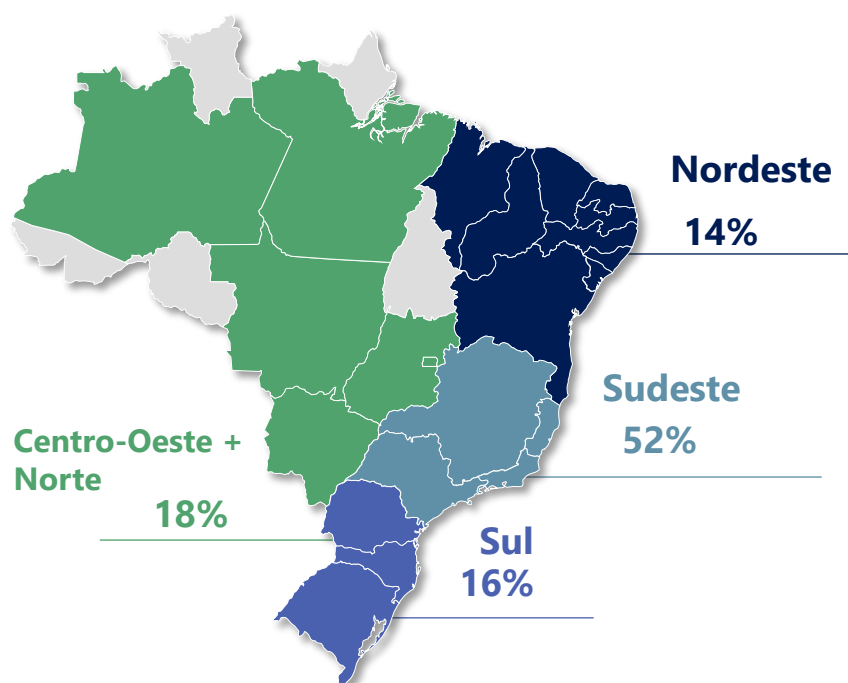 Nordeste
14%
Sudeste
52%
Centro-Oeste +
Norte
18%
Sul
16%